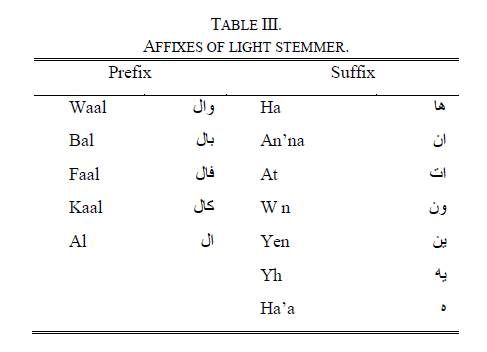 TABLE III.
AFFIXES OF LIGHT STEMMER.
Prefix Suffix
Waal وال Ha ها
Bal بال An’na ان
Faal فال At ات
Kaal كال W n ون
Al ال Yen ين
Yh يه
Ha’a ه